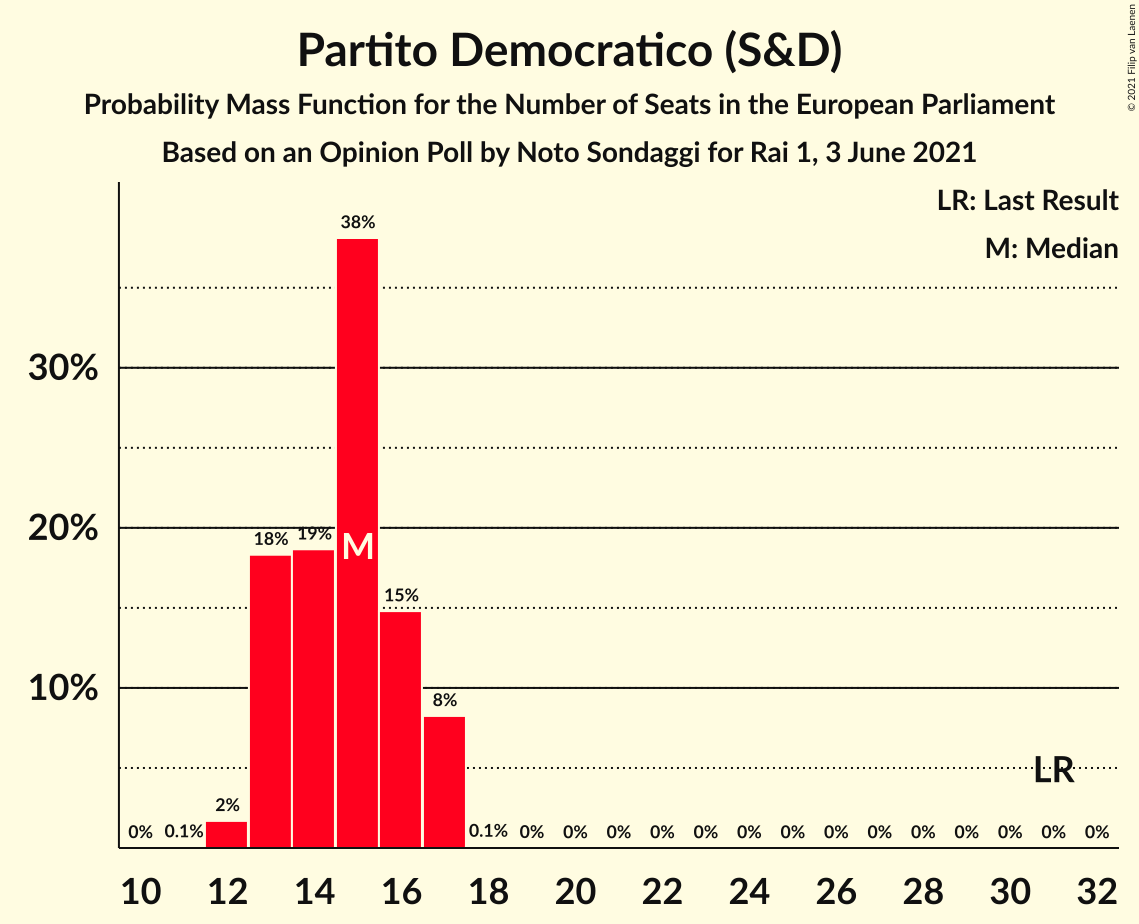 © 2021 Filip van Laenen
Partito Democratico (S&D)
Probability Mass Function for the Number of Seats in the European Parliament
Based on an Opinion Poll by Noto Sondaggi for Rai 1, 3 June 2021
LR: Last Result
M: Median
38%
30%
20%
18% 19% M
15%
10%
8%
LR
2%
0% 0.1% 0.1% 0% 0% 0% 0% 0% 0% 0% 0% 0% 0% 0% 0% 0% 0%
10 12 14 16 18 20 22 24 26 28 30 32